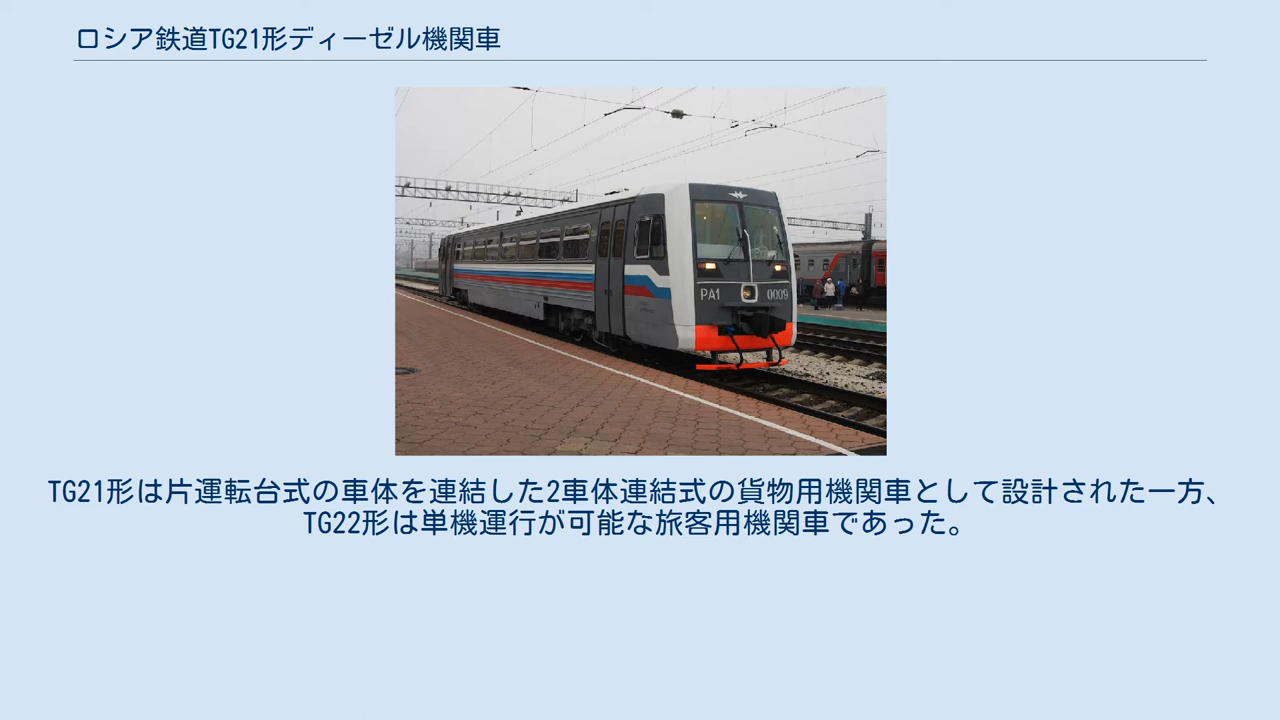 ロシア鉄道TG21形ディーゼル機関車
РА1
0009
TG21形は片運転台式の車体を連結した2車体連結式の貨物用機関車として設計された一方、
TG22形は単機運行が可能な旅客用機関車であった。